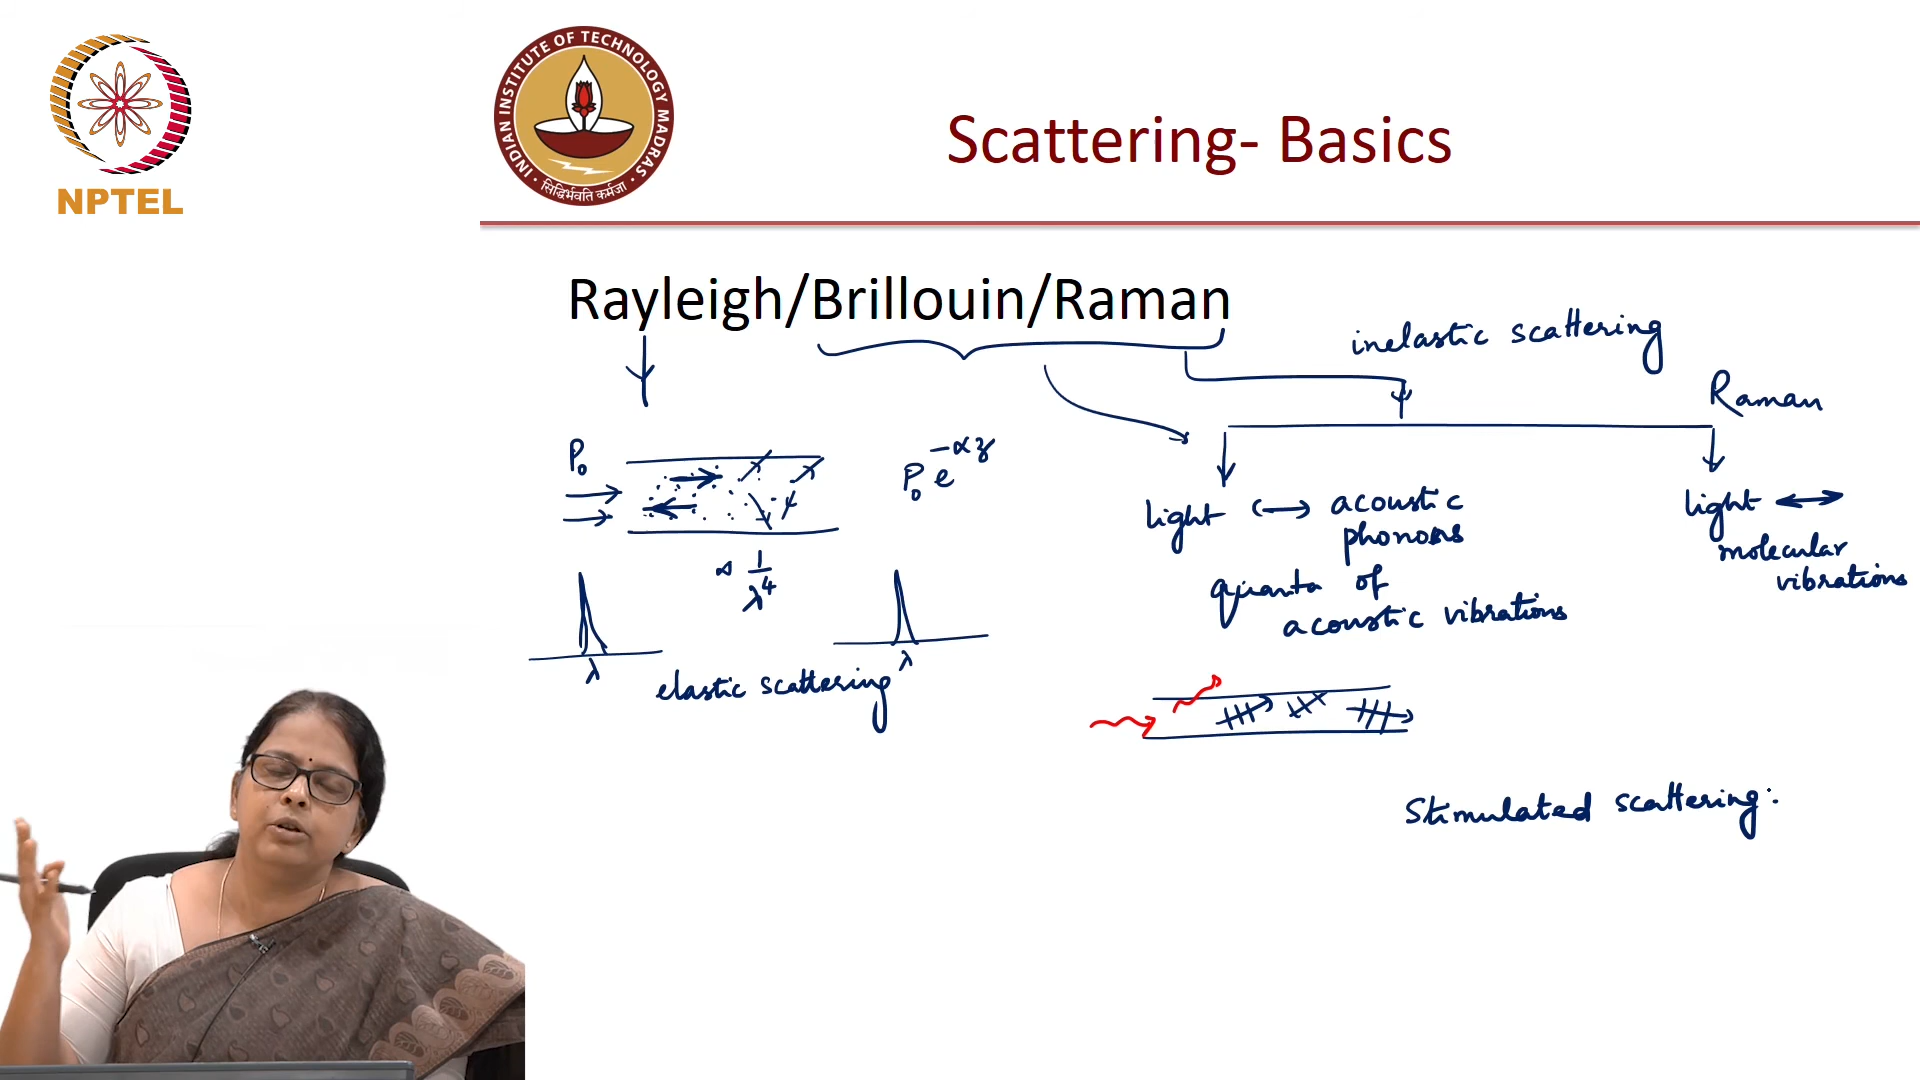 NPTEL
INDIAN INSTITUTE OF TECHNOLOGY MADRAS
सिद्धिर्भवति कर्मजा
Scattering- Basics
Rayleigh/Brillouin/Raman
inelastic scattering
Raman
P₀
P₀ e^{-αz}
light ↔ acoustic
phonons
quanta of
acoustic vibrations
light ↔
molecular
vibrations
∝ 1/λ⁴
λ
λ
elastic scattering
Stimulated scattering: